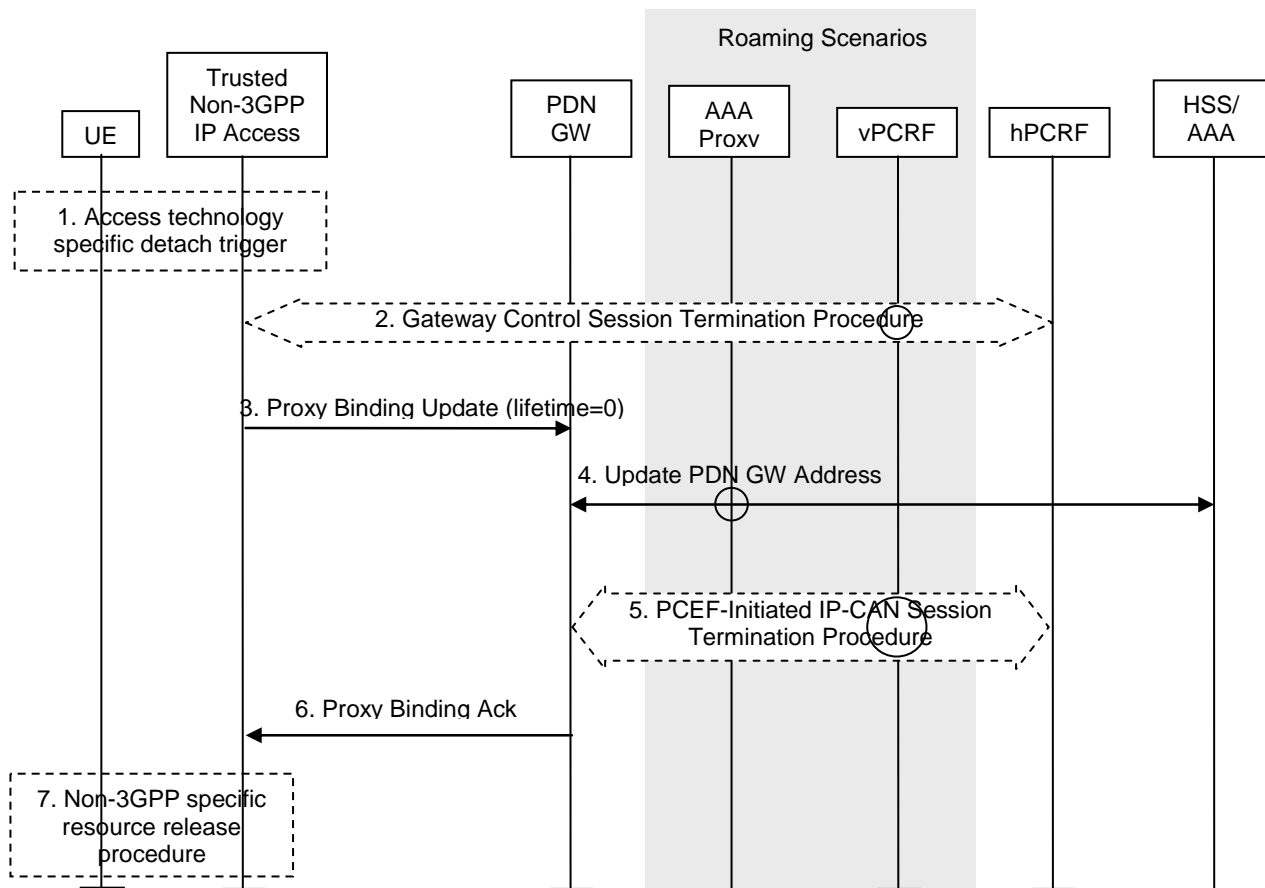 Roaming Scenarios
UE
Trusted
Non-3GPP
IP Access
PDN
GW
AAA
Proxy
vPCRF
hPCRF
HSS/
AAA
1. Access technology
specific detach trigger
2. Gateway Control Session Termination Procedure
3. Proxy Binding Update (lifetime=0)
4. Update PDN GW Address
5. PCEF-Initiated IP-CAN Session
Termination Procedure
6. Proxy Binding Ack
7. Non-3GPP specific
resource release
procedure